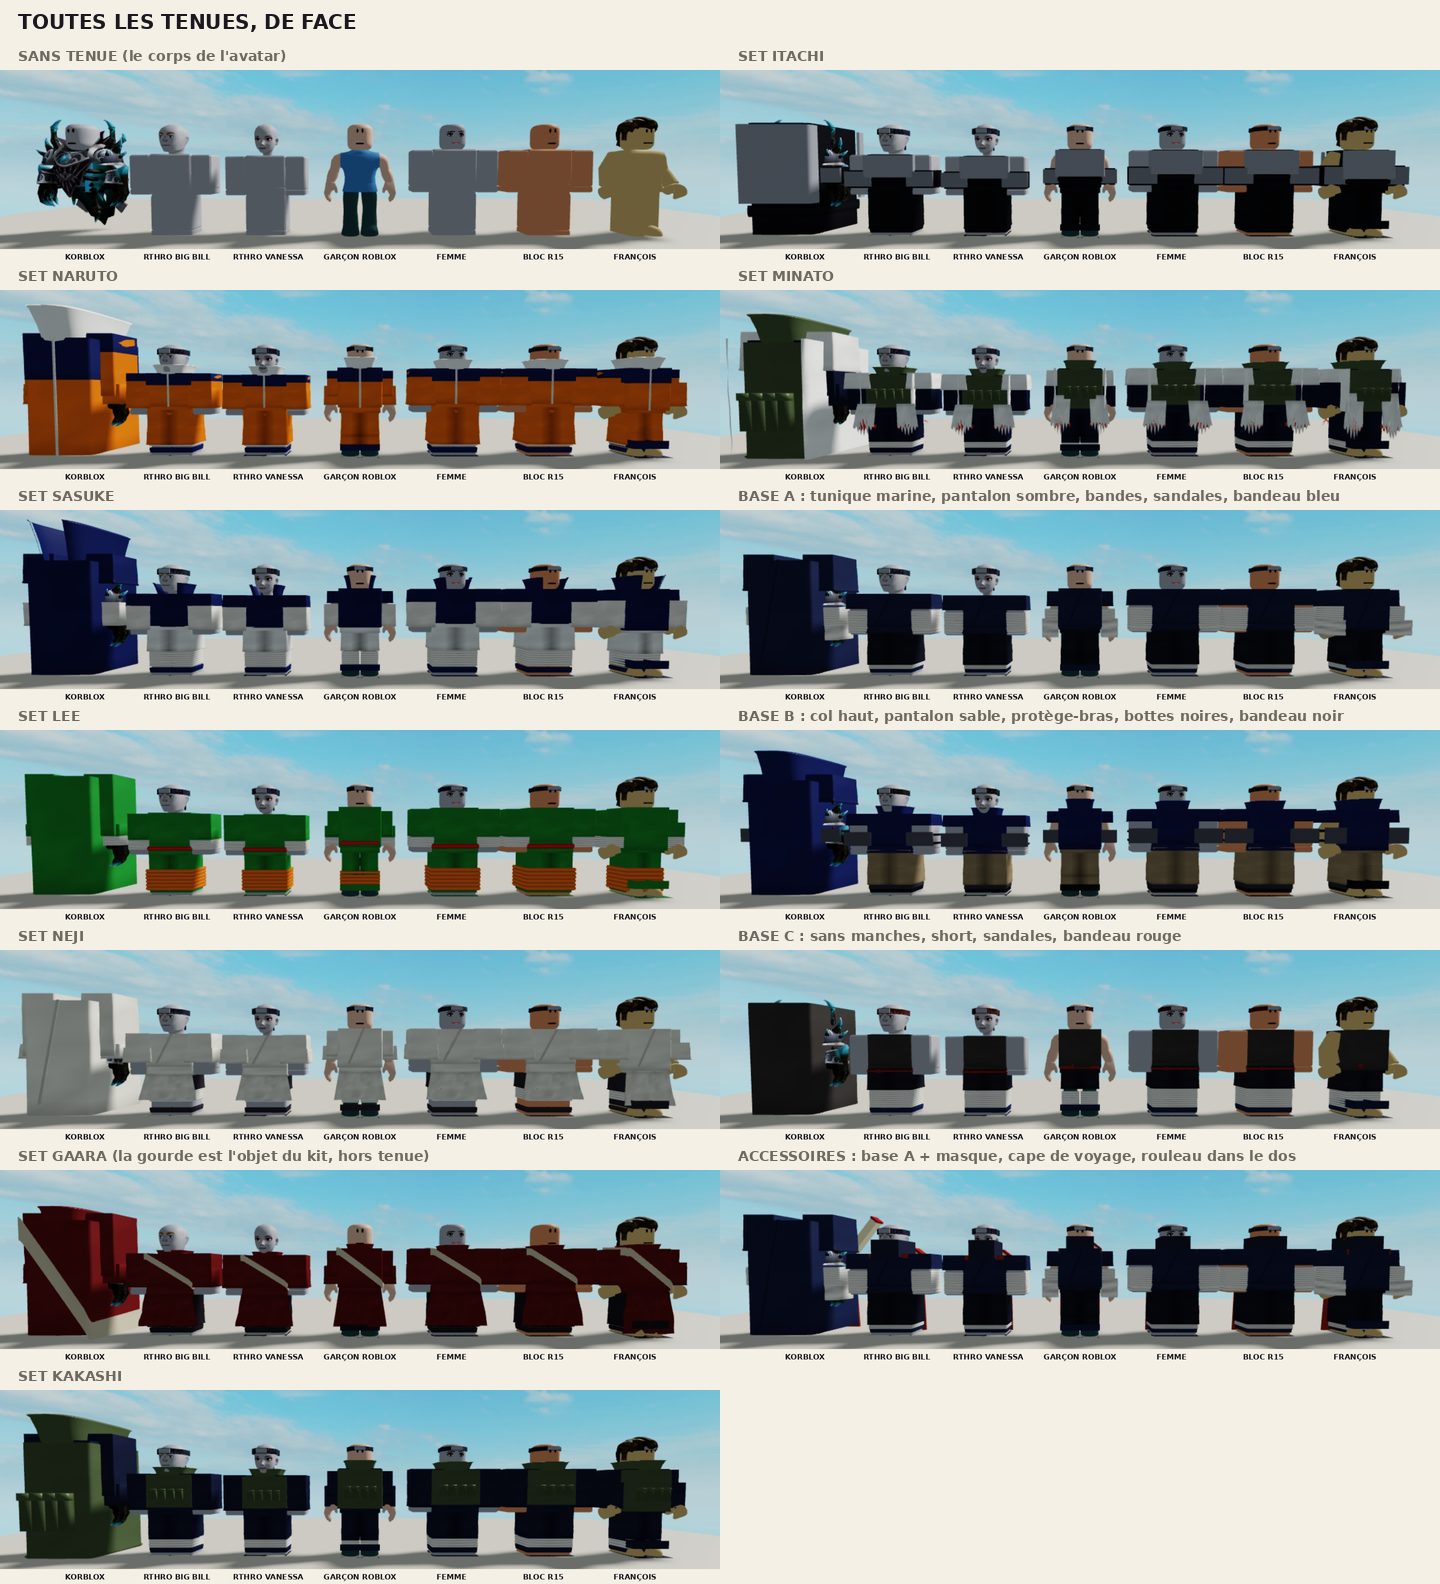 TOUTES LES TENUES, DE FACE
SANS TENUE (le corps de l'avatar)
KORBLOX RTHRO BIG BILL RTHRO VANESSA GARÇON ROBLOX FEMME BLOC R15 FRANÇOIS
SET ITACHI
KORBLOX RTHRO BIG BILL RTHRO VANESSA GARÇON ROBLOX FEMME BLOC R15 FRANÇOIS
SET NARUTO
KORBLOX RTHRO BIG BILL RTHRO VANESSA GARÇON ROBLOX FEMME BLOC R15 FRANÇOIS
SET MINATO
KORBLOX RTHRO BIG BILL RTHRO VANESSA GARÇON ROBLOX FEMME BLOC R15 FRANÇOIS
SET SASUKE
KORBLOX RTHRO BIG BILL RTHRO VANESSA GARÇON ROBLOX FEMME BLOC R15 FRANÇOIS
BASE A : tunique marine, pantalon sombre, bandes, sandales, bandeau bleu
KORBLOX RTHRO BIG BILL RTHRO VANESSA GARÇON ROBLOX FEMME BLOC R15 FRANÇOIS
SET LEE
KORBLOX RTHRO BIG BILL RTHRO VANESSA GARÇON ROBLOX FEMME BLOC R15 FRANÇOIS
BASE B : col haut, pantalon sable, protège-bras, bottes noires, bandeau noir
KORBLOX RTHRO BIG BILL RTHRO VANESSA GARÇON ROBLOX FEMME BLOC R15 FRANÇOIS
SET NEJI
KORBLOX RTHRO BIG BILL RTHRO VANESSA GARÇON ROBLOX FEMME BLOC R15 FRANÇOIS
BASE C : sans manches, short, sandales, bandeau rouge
KORBLOX RTHRO BIG BILL RTHRO VANESSA GARÇON ROBLOX FEMME BLOC R15 FRANÇOIS
SET GAARA (la gourde est l'objet du kit, hors tenue)
KORBLOX RTHRO BIG BILL RTHRO VANESSA GARÇON ROBLOX FEMME BLOC R15 FRANÇOIS
ACCESSOIRES : base A + masque, cape de voyage, rouleau dans le dos
KORBLOX RTHRO BIG BILL RTHRO VANESSA GARÇON ROBLOX FEMME BLOC R15 FRANÇOIS
SET KAKASHI
KORBLOX RTHRO BIG BILL RTHRO VANESSA GARÇON ROBLOX FEMME BLOC R15 FRANÇOIS